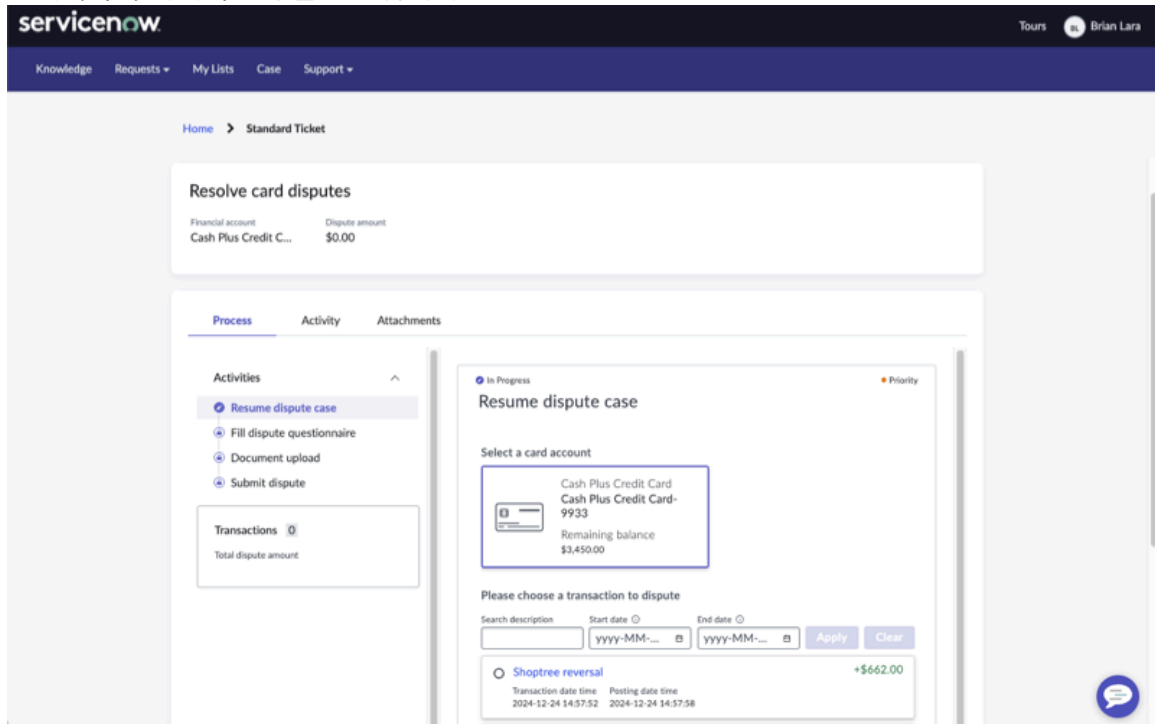 servicenow
Tours
BL
Brian Lara
Knowledge
Requests
My Lists
Case
Support
Home > Standard Ticket
Resolve card disputes
Financial account
Dispute amount
Cash Plus Credit C...
$0.00
Process
Activity
Attachments
Activities
Resume dispute case
Fill dispute questionnaire
Document upload
Submit dispute
Transactions 0
Total dispute amount
In Progress
Priority
Resume dispute case
Select a card account
Cash Plus Credit Card
Cash Plus Credit Card-
9933
Remaining balance
$3,450.00
Please choose a transaction to dispute
Search description
Start date
End date
yyyy-MM-...
yyyy-MM-...
Apply
Clear
Shoptree reversal
+$662.00
Transaction date time
Posting date time
2024-12-24 14:57:52
2024-12-24 14:57:58